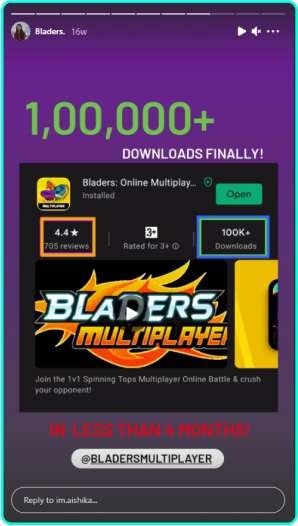 Bladers. 16w
1,00,000+
DOWNLOADS FINALLY!
Bladers: Online Multiplay...
Installed
Open
4.4★
705 reviews
3+
Rated for 3+
100K+
Downloads
BLADERS
MULTIPLAYER
Join the 1v1 Spinning Tops Multiplayer Online Battle & crush
your opponent!
IN LESS THAN 4 MONTHS!
@BLADERSMULTIPLAYER
Reply to im.aishika...